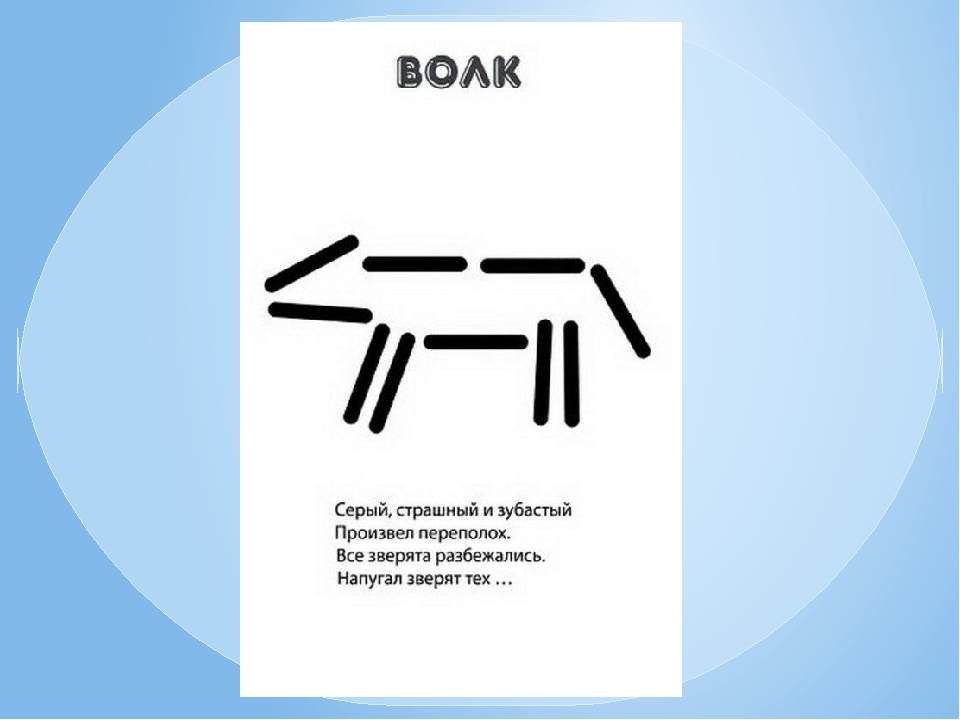 ВОЛК
Серый, страшный и зубастый
Произвел переполох.
Все зверята разбежались.
Напугал зверят тех ...